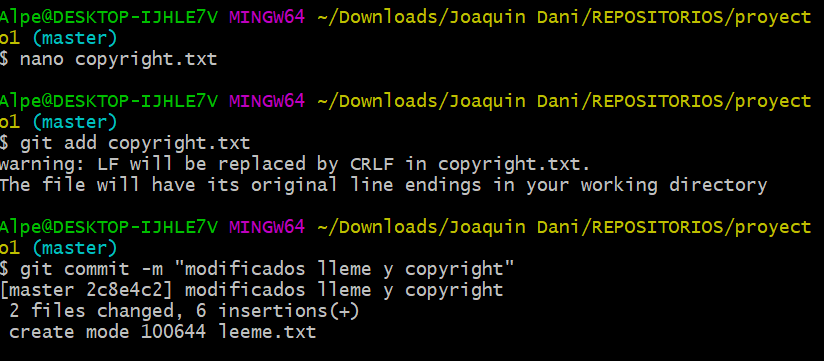 Alpe@DESKTOP-IJHLE7V MINGW64 ~/Downloads/Joaquin Dani/REPOSITORIOS/proyect
o1 (master)
$ nano copyright.txt
Alpe@DESKTOP-IJHLE7V MINGW64 ~/Downloads/Joaquin Dani/REPOSITORIOS/proyect
o1 (master)
$ git add copyright.txt
warning: LF will be replaced by CRLF in copyright.txt.
The file will have its original line endings in your working directory
Alpe@DESKTOP-IJHLE7V MINGW64 ~/Downloads/Joaquin Dani/REPOSITORIOS/proyect
o1 (master)
$ git commit -m "modificados lleme y copyright"
[master 2c8e4c2] modificados lleme y copyright
 2 files changed, 6 insertions(+)
 create mode 100644 leeme.txt